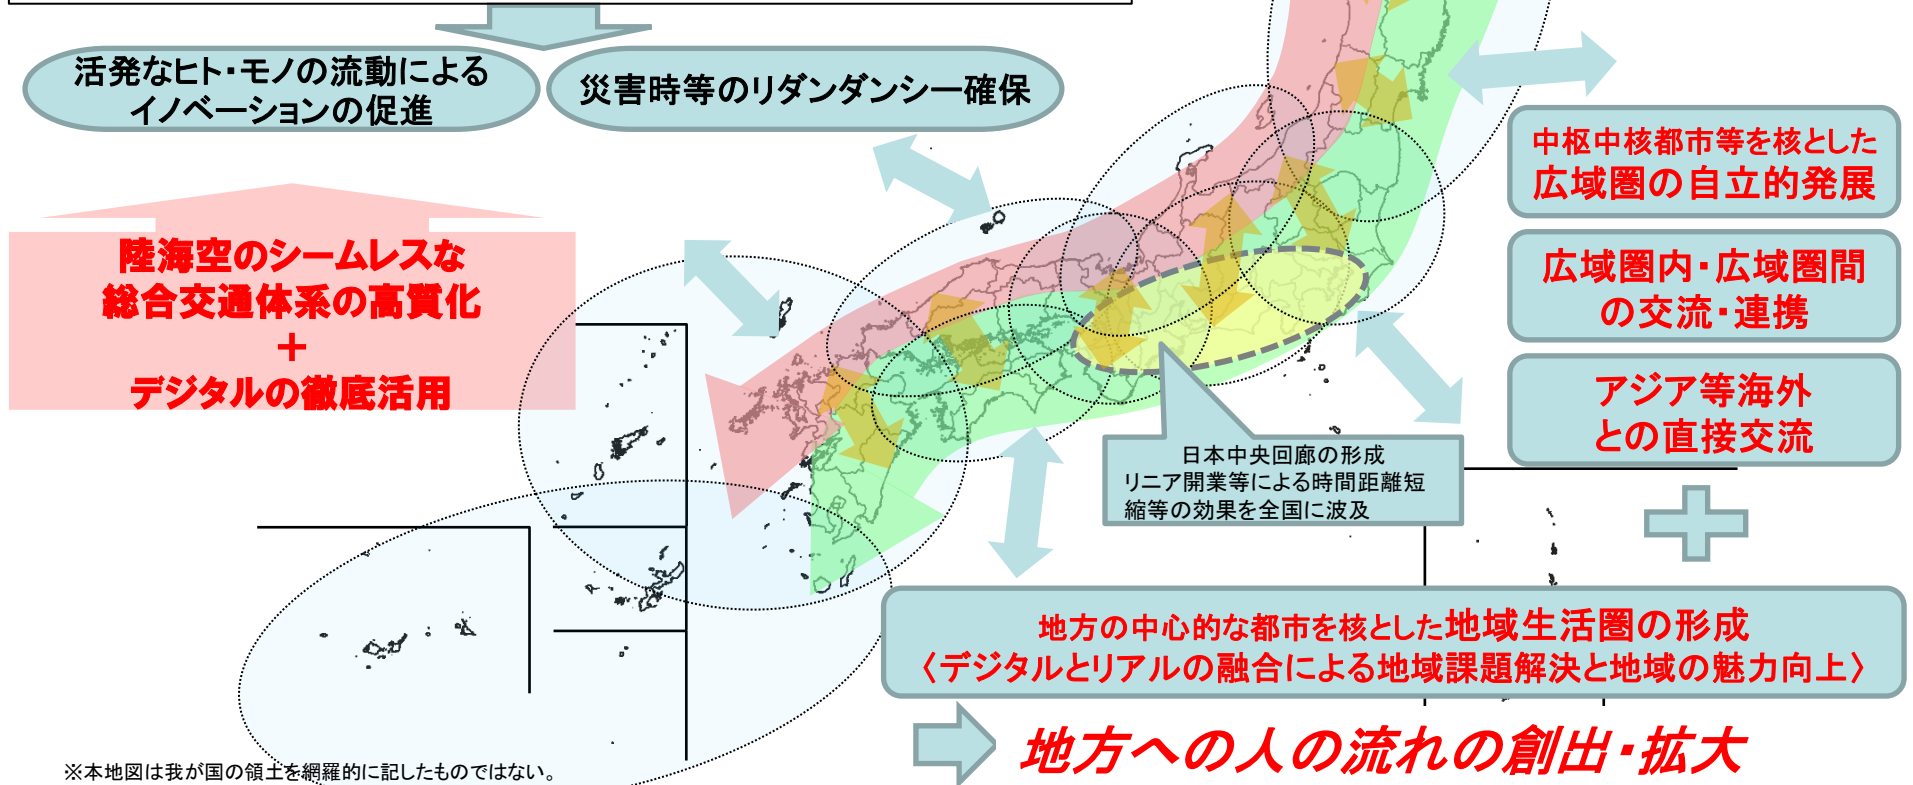 活発なヒト・モノの流動による
イノベーションの促進
災害時等のリダンダンシー確保
陸海空のシームレスな
総合交通体系の高質化
+
デジタルの徹底活用
中枢中核都市等を核とした
広域圏の自立的発展
広域圏内・広域圏間
の交流・連携
アジア等海外
との直接交流
日本中央回廊の形成
リニア開業等による時間距離短
縮等の効果を全国に波及
地方の中心的な都市を核とした地域生活圏の形成
〈デジタルとリアルの融合による地域課題解決と地域の魅力向上〉
地方への人の流れの創出・拡大
※本地図は我が国の領土を網羅的に記したものではない。